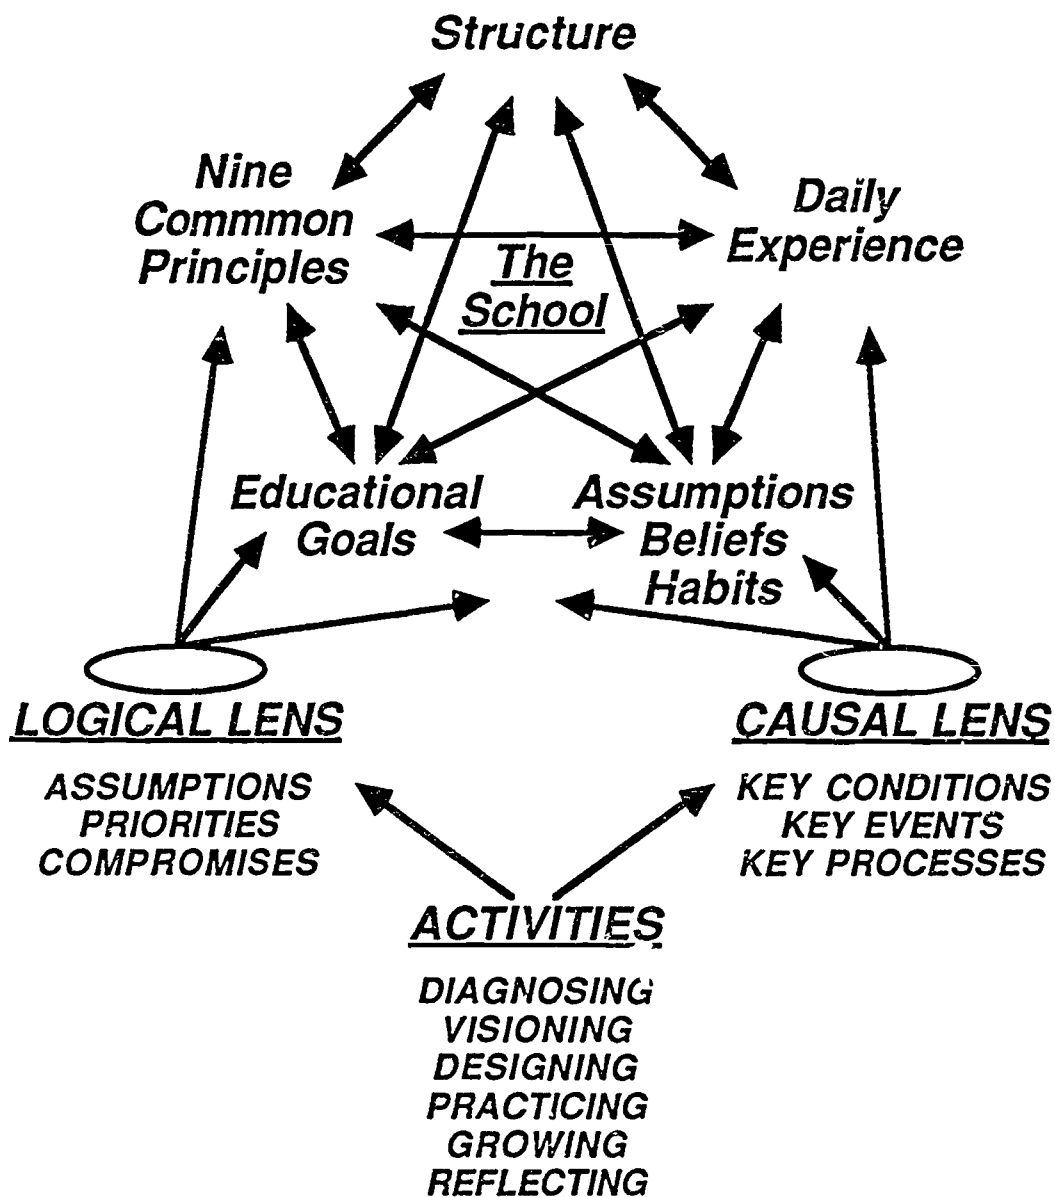 Structure
Nine
Commmon
Principles
Daily
Experience
The
School
Educational
Goals
Assumptions
Beliefs
Habits
LOGICAL LENS
ASSUMPTIONS
PRIORITIES
COMPROMISES
CAUSAL LENS
KEY CONDITIONS
KEY EVENTS
KEY PROCESSES
ACTIVITIES
DIAGNOSING
VISIONING
DESIGNING
PRACTICING
GROWING
REFLECTING